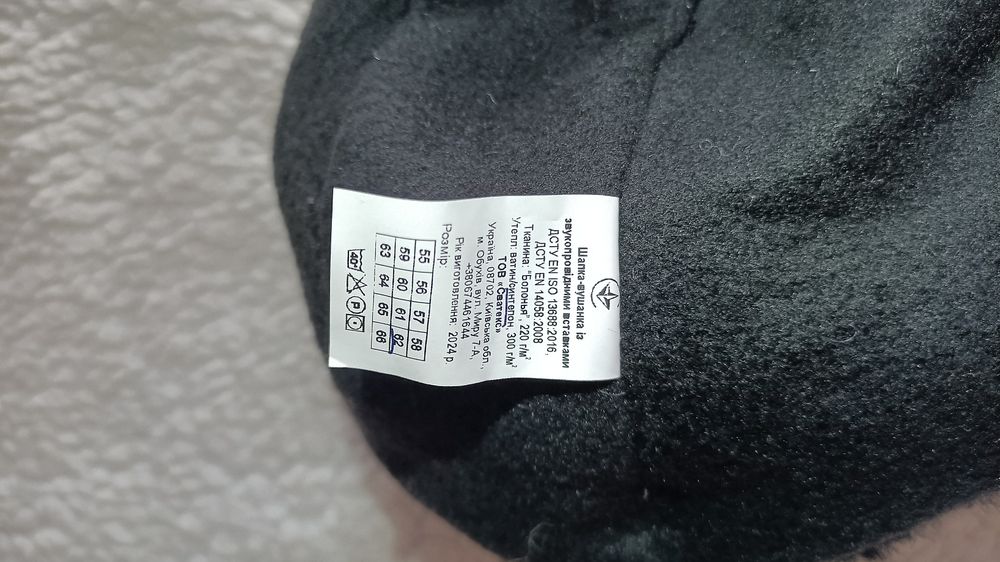 Шапка-вушанка із
звукопровідними вставками
ДСТУ EN ISO 13688:2016,
ДСТУ EN 14058:2008
Тканина: "Болонья", 220 г/м²
Утепл: ватин/синтепон, 300 г/м²
ТОВ «Сватекс»
Україна, 08702, Київська обл.,
м. Обухів, вул. Миру 7-А,
+380674461644
Рік виготовлення: 2024 р.
Розмір:
55 56 57 58
59 60 61 62
63 64 65 66
40° P